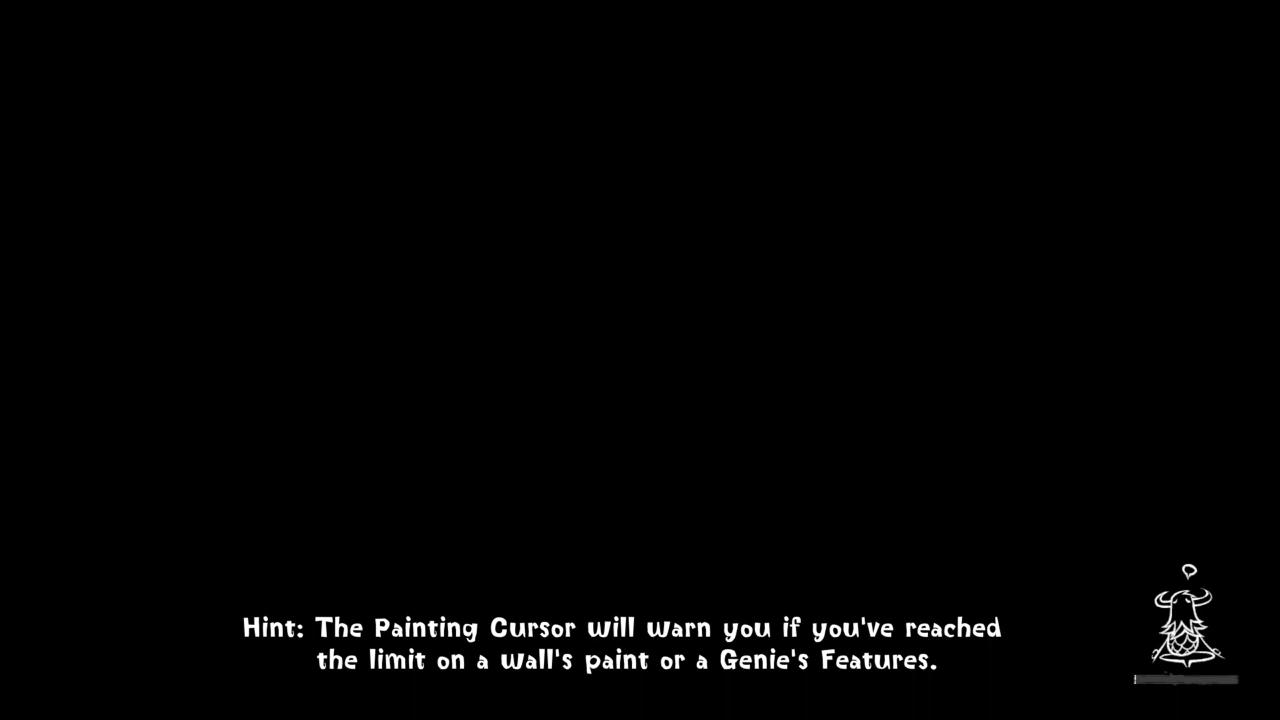 Hint: The Painting Cursor will warn you if you've reached
the limit on a wall's paint or a Genie's Features.